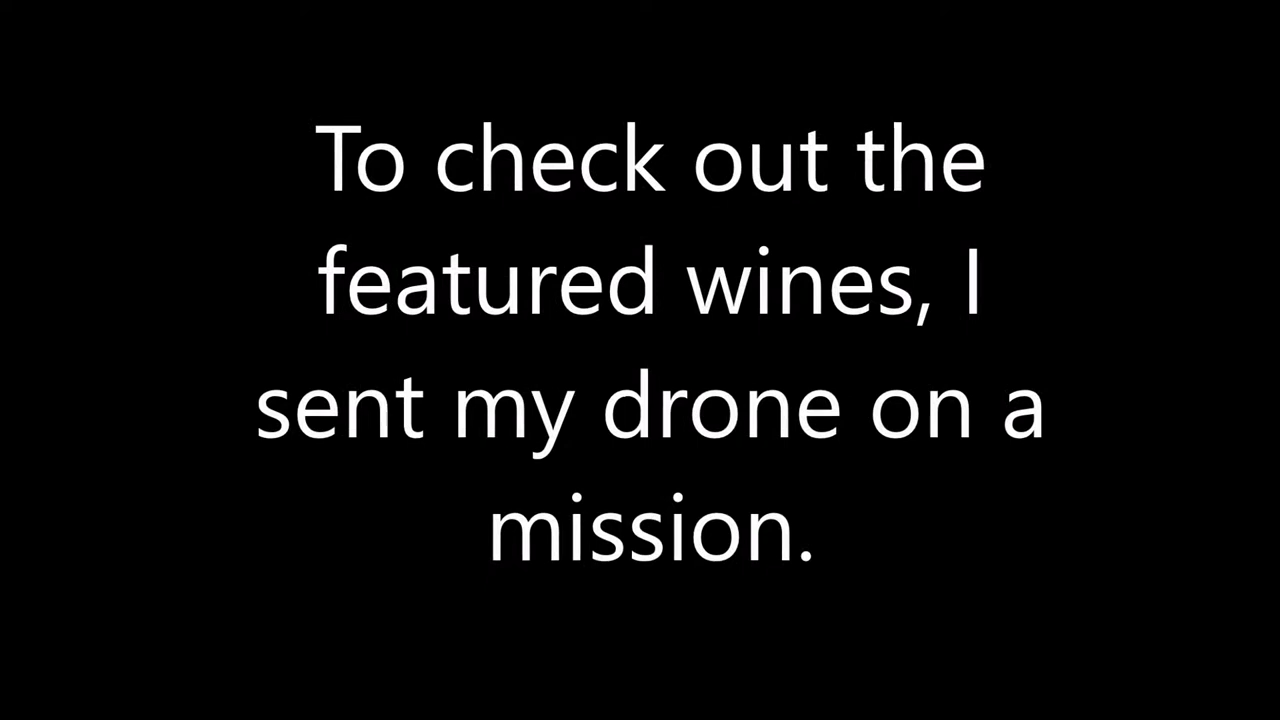 To check out the
featured wines, I
sent my drone on a
mission.